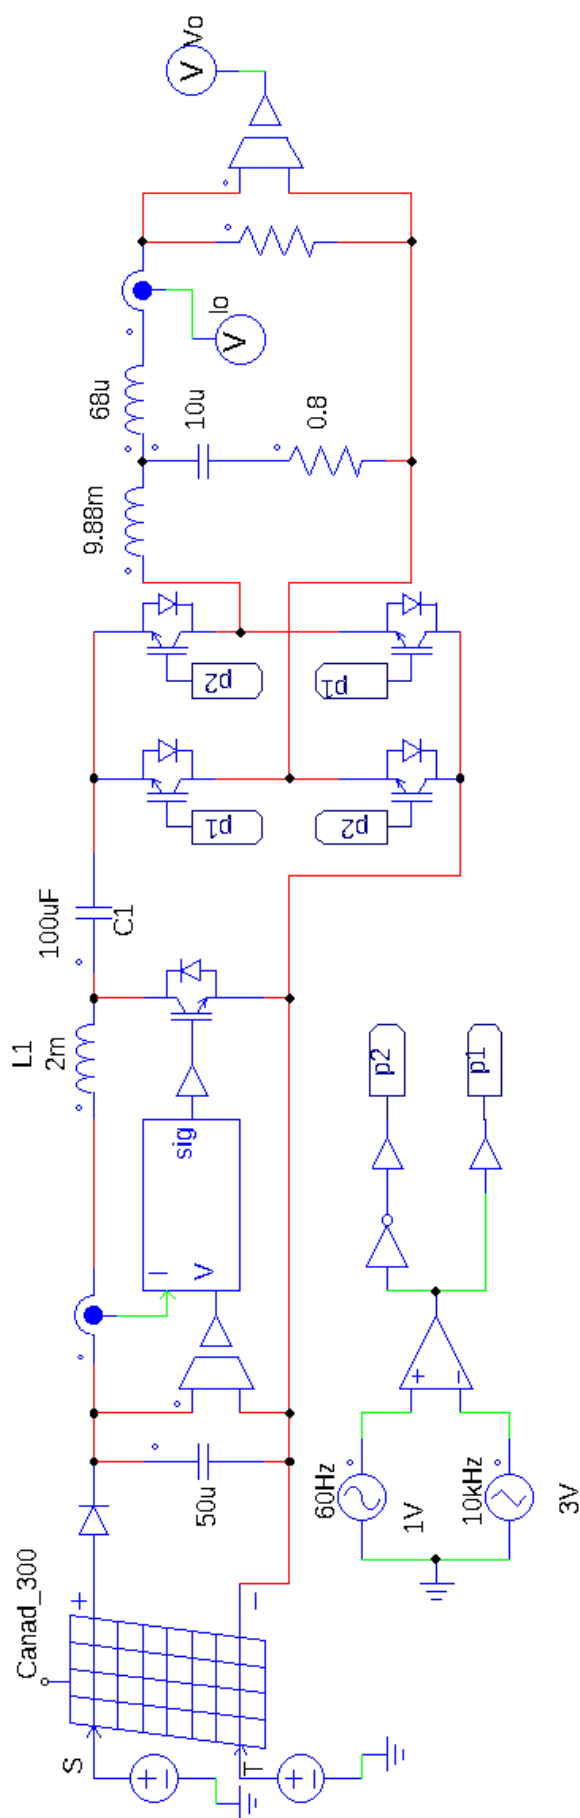 Canad_300
+
−
S
T
50u
I
V
sig
L1
2m
100uF
C1
p1
p2
p2
p1
9.88m
68u
10u
0.8
V
Io
V
Vo
60Hz
1V
10kHz
3V
+
−
p2
p1